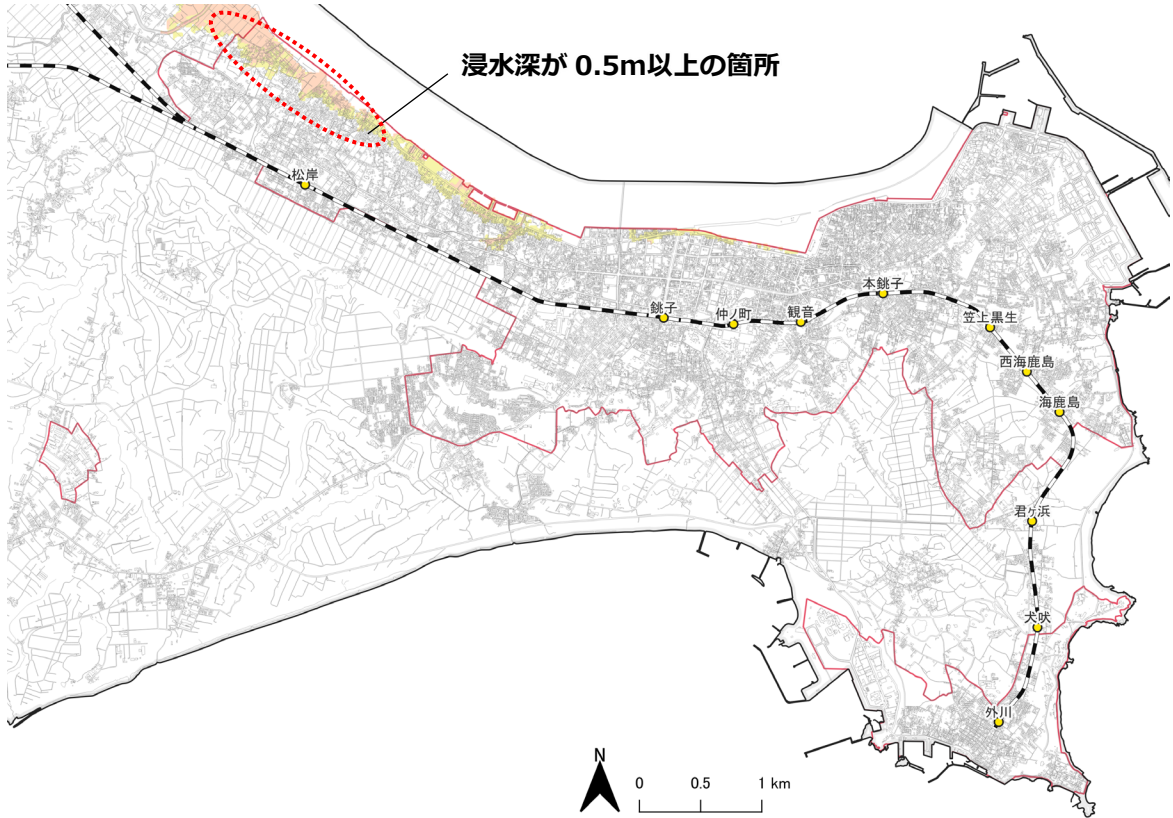 浸水深が 0.5m以上の箇所
松岸
銚子
仲ノ町
観音
本銚子
笠上黒生
西海鹿島
海鹿島
君ヶ浜
犬吠
外川
N
0 0.5 1 km